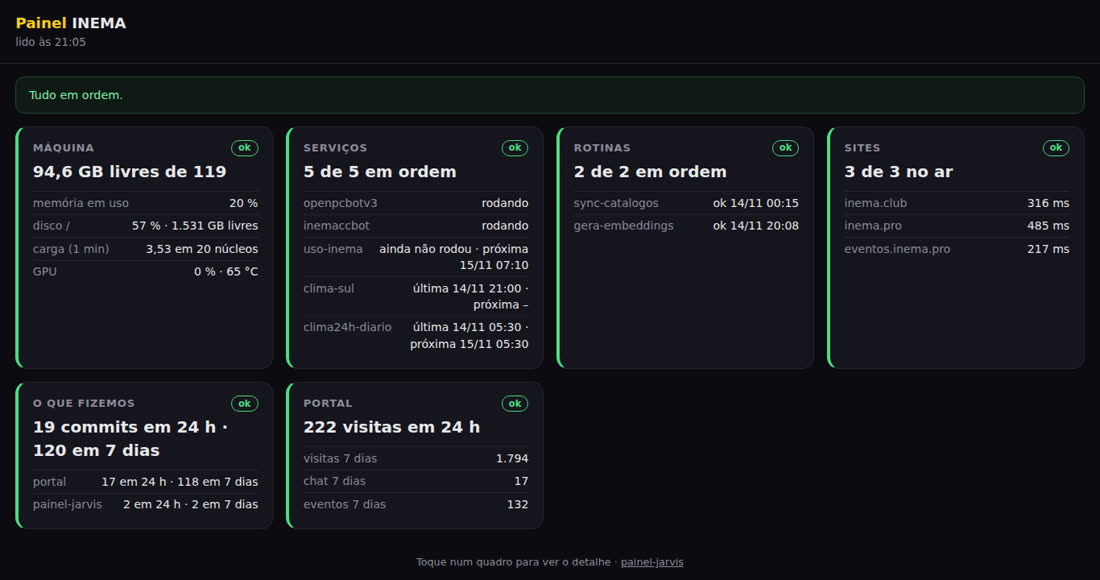 Painel INEMA
lido às 21:05
Tudo em ordem.
MÁQUINA ok
94,6 GB livres de 119
memória em uso 20 %
disco / 57 % · 1.531 GB livres
carga (1 min) 3,53 em 20 núcleos
GPU 0 % · 65 °C
SERVIÇOS ok
5 de 5 em ordem
openpcbotv3 rodando
inemaccbot rodando
uso-inema ainda não rodou · próxima
15/11 07:10
clima-sul última 14/11 21:00 ·
próxima –
clima24h-diario última 14/11 05:30 ·
próxima 15/11 05:30
ROTINAS ok
2 de 2 em ordem
sync-catalogos ok 14/11 00:15
gera-embeddings ok 14/11 20:08
SITES ok
3 de 3 no ar
inema.club 316 ms
inema.pro 485 ms
eventos.inema.pro 217 ms
O QUE FIZEMOS ok
19 commits em 24 h ·
120 em 7 dias
portal 17 em 24 h · 118 em 7 dias
painel-jarvis 2 em 24 h · 2 em 7 dias
PORTAL ok
222 visitas em 24 h
visitas 7 dias 1.794
chat 7 dias 17
eventos 7 dias 132
Toque num quadro para ver o detalhe · painel-jarvis